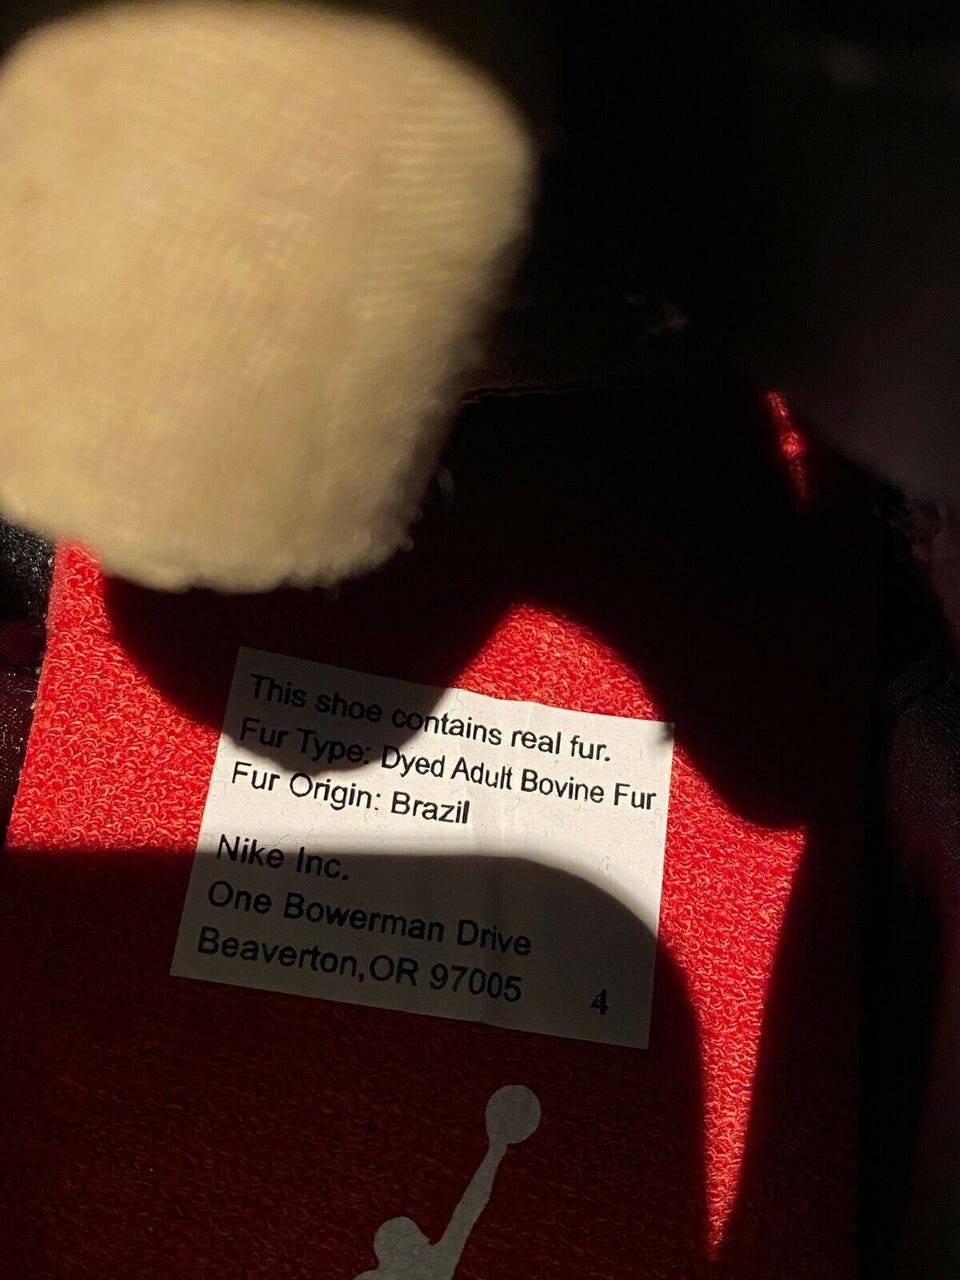 This shoe contains real fur.
Fur Type: Dyed Adult Bovine Fur
Fur Origin: Brazil
Nike Inc.
One Bowerman Drive
Beaverton,OR 97005 4